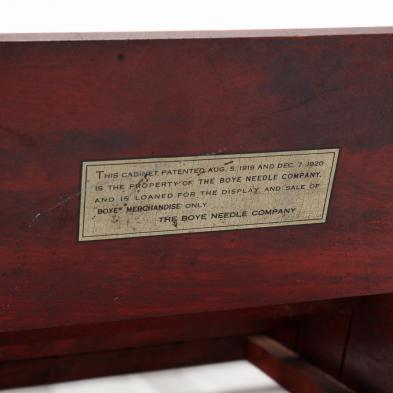 THIS CABINET PATENTED AUG. 5, 1919 AND DEC. 7, 1920
IS THE PROPERTY OF THE BOYE NEEDLE COMPANY,
AND IS LOANED FOR THE DISPLAY AND SALE OF
"BOYE" MERCHANDISE ONLY.
THE BOYE NEEDLE COMPANY